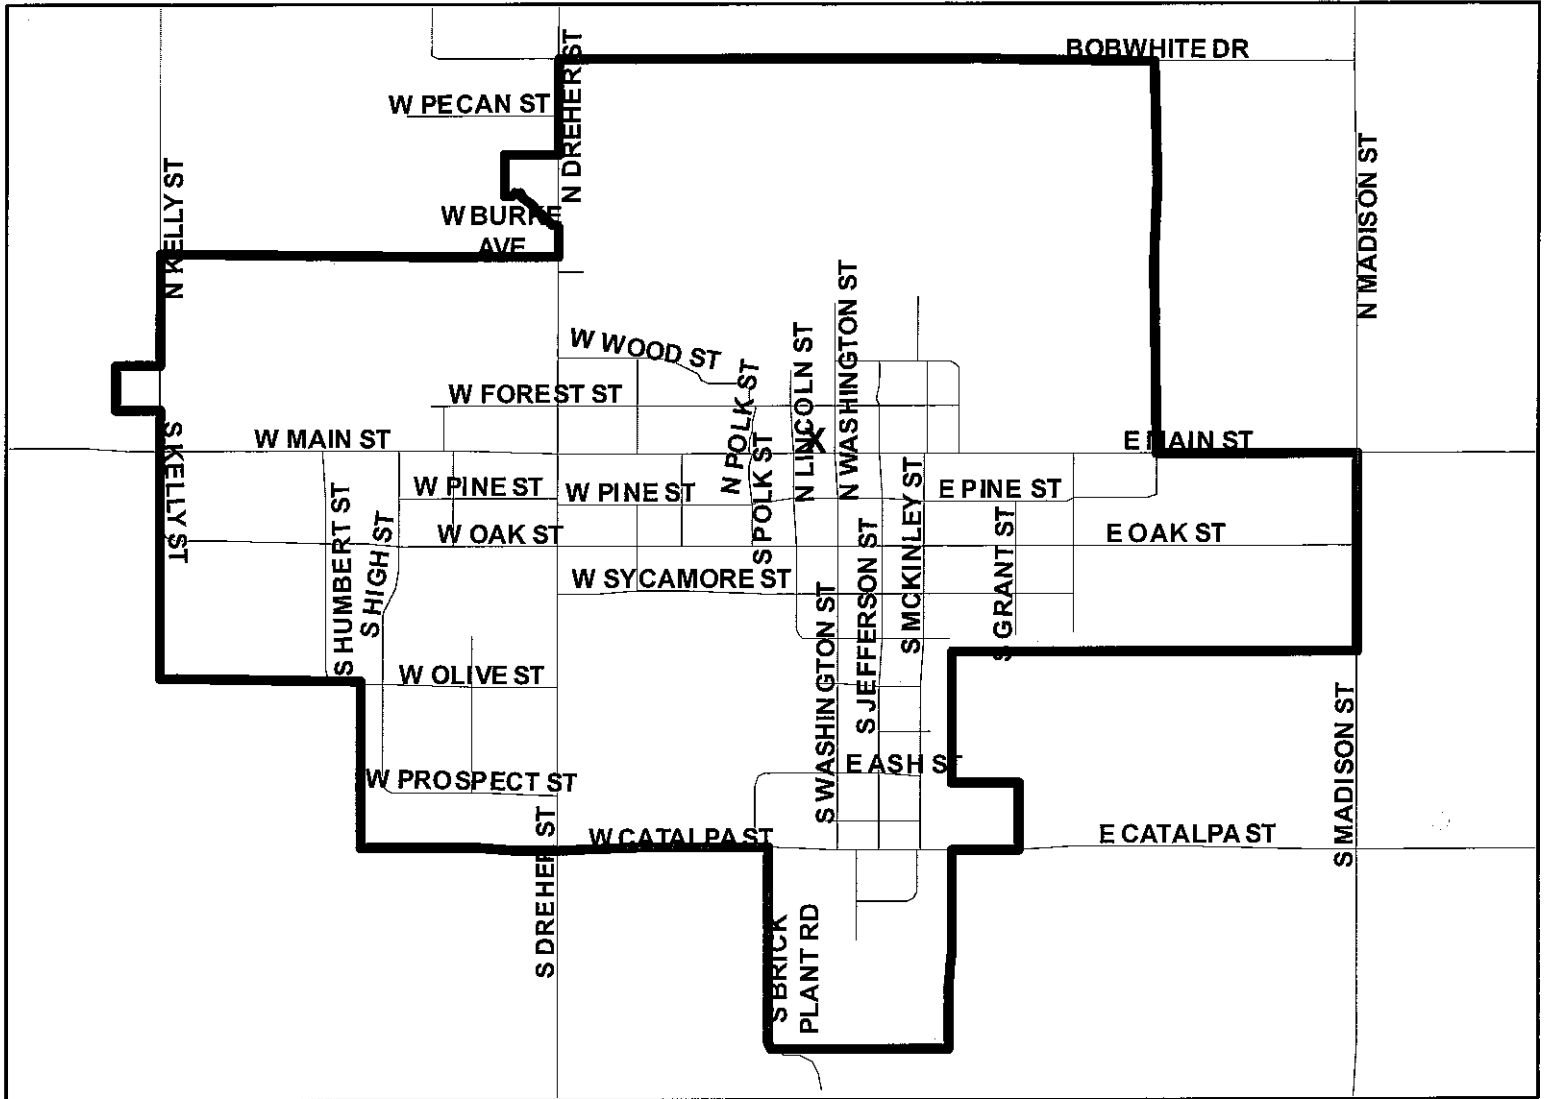 BOBWHITE DR
N DREHER ST
W PECAN ST
N KELLY ST
N MADISON ST
W BURKE
AVE
W WOOD ST
N LINCOLN ST
N WASHINGTON ST
N POLK ST
W FOREST ST
X
W MAIN ST
E MAIN ST
S KELLY ST
W PINE ST
W PINE ST
E PINE ST
S POLK ST
S HUMBERT ST
S HIGH ST
W OAK ST
E OAK ST
S JEFFERSON ST
S MCKINLEY ST
S GRANT ST
W SYCAMORE ST
S WASHINGTON ST
W OLIVE ST
S MADISON ST
E ASH ST
W PROSPECT ST
S DREHER ST
W CATALPA ST
E CATALPA ST
S BRICK
PLANT RD